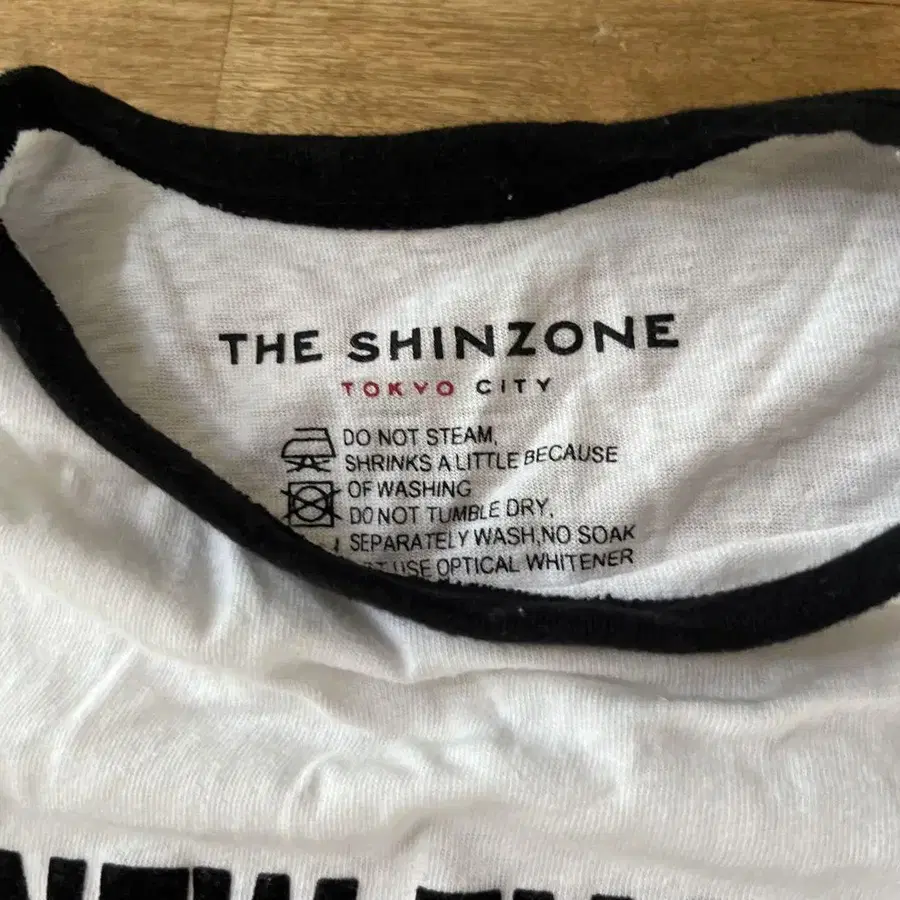 THE SHINZONE
TOKYO CITY
DO NOT STEAM,
SHRINKS A LITTLE BECAUSE
OF WASHING
DO NOT TUMBLE DRY,
SEPARATELY WASH,NO SOAK
USE OPTICAL WHITENER
NEW